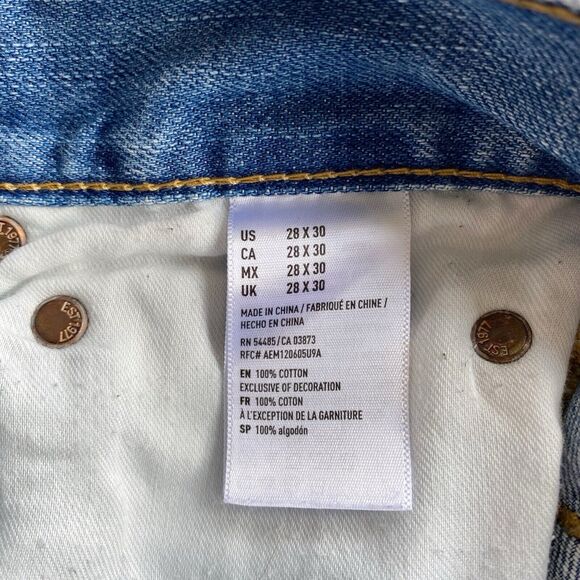 US 28 X 30
CA 28 X 30
MX 28 X 30
UK 28 X 30
MADE IN CHINA / FABRIQUÉ EN CHINE /
HECHO EN CHINA
RN 54485/CA 03873
RFC# AEM120605U9A
EN 100% COTTON
EXCLUSIVE OF DECORATION
FR 100% COTON
À L'EXCEPTION DE LA GARNITURE
SP 100% algodón
EST 1977
EST 1977
1977